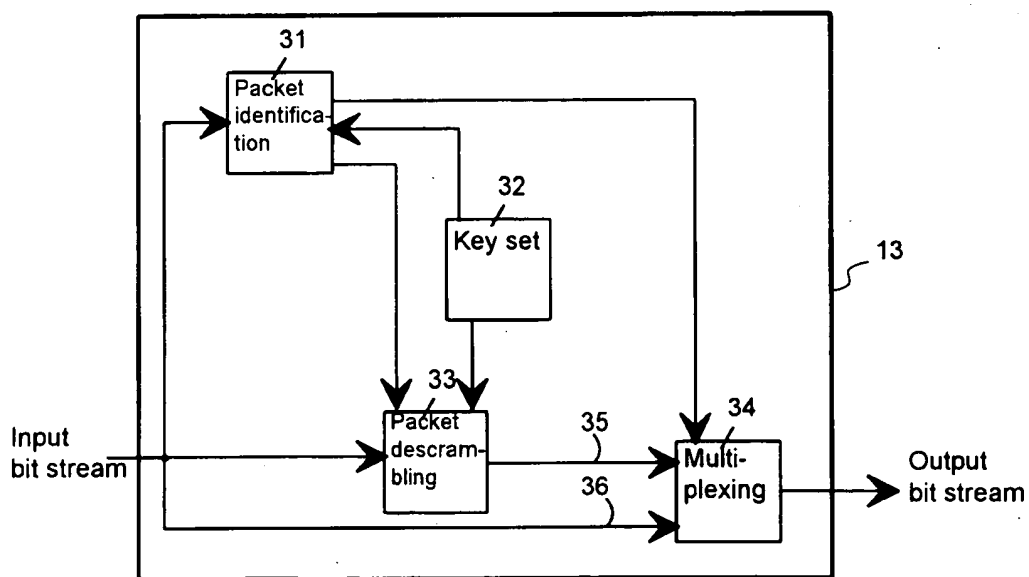 31
Packet
identifica-
tion
32
Key set
13
33
Packet
descram-
bling
35
34
Multi-
plexing
36
Input
bit stream
Output
bit stream